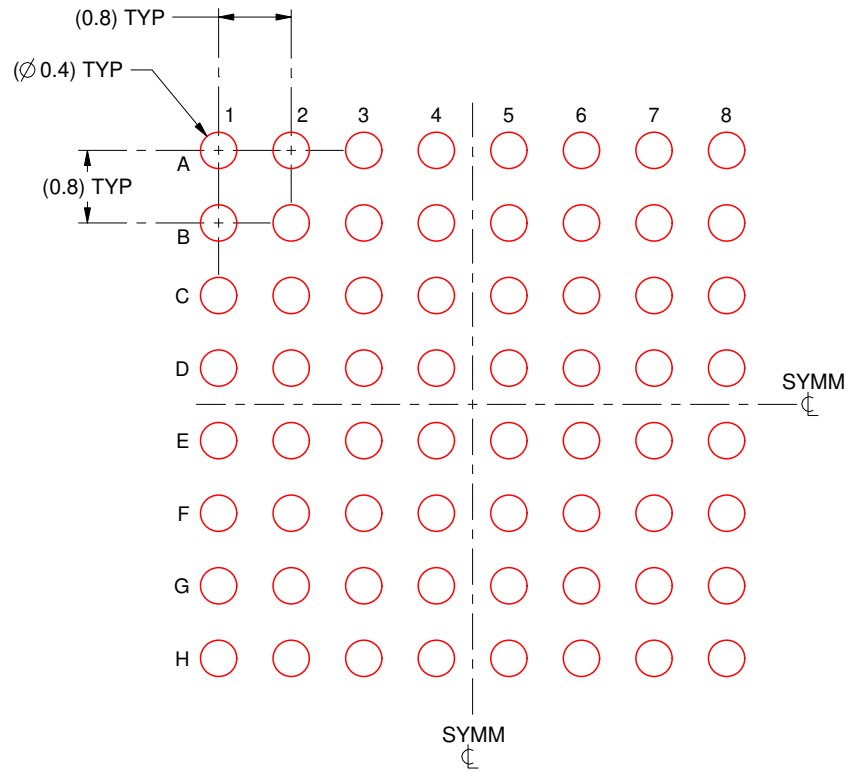 (0.8) TYP
(∅ 0.4) TYP
1 2 3 4 5 6 7 8
A
(0.8) TYP
B
C
D
SYMM
℄
E
F
G
H
SYMM
℄